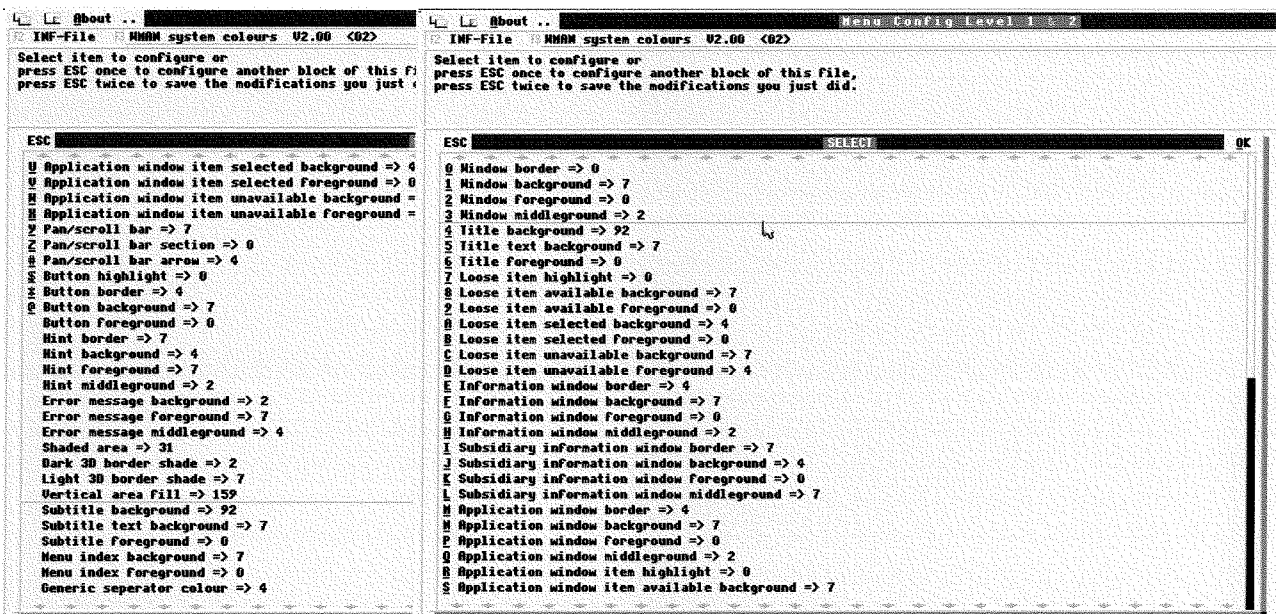 About ..
F2 INF-File F3 WMAN system colours V2.00 <02>
Select item to configure or
press ESC once to configure another block of this fi
press ESC twice to save the modifications you just
ESC
U Application window item selected background => 4
V Application window item selected foreground => 0
W Application window item unavailable background =
X Application window item unavailable foreground =
Y Pan/scroll bar => 7
Z Pan/scroll bar section => 0
Pan/scroll bar arrow => 4
Button highlight => 0
Button border => 4
Button background => 7
Button foreground => 0
Hint border => 7
Hint background => 4
Hint foreground => 7
Hint middleground => 2
Error message background => 2
Error message foreground => 7
Error message middleground => 4
Shaded area => 31
Dark 3D border shade => 2
Light 3D border shade => 7
Vertical area fill => 159
Subtitle background => 92
Subtitle text background => 7
Subtitle foreground => 0
Menu index background => 7
Menu index foreground => 0
Generic seperator colour => 4
About .. Menu Config Level 1 & 2
F2 INF-File F3 WMAN system colours V2.00 <02>
Select item to configure or
press ESC once to configure another block of this file,
press ESC twice to save the modifications you just did.
ESC SELECT OK
0 Window border => 0
1 Window background => 7
2 Window foreground => 0
3 Window middleground => 2
4 Title background => 92
5 Title text background => 7
6 Title foreground => 0
7 Loose item highlight => 0
8 Loose item available background => 7
9 Loose item available foreground => 0
A Loose item selected background => 4
B Loose item selected foreground => 0
C Loose item unavailable background => 7
D Loose item unavailable foreground => 4
E Information window border => 4
F Information window background => 7
G Information window foreground => 0
H Information window middleground => 2
I Subsidiary information window border => 7
J Subsidiary information window background => 4
K Subsidiary information window foreground => 0
L Subsidiary information window middleground => 7
M Application window border => 4
N Application window background => 7
P Application window foreground => 0
Q Application window middleground => 2
R Application window item highlight => 0
S Application window item available background => 7